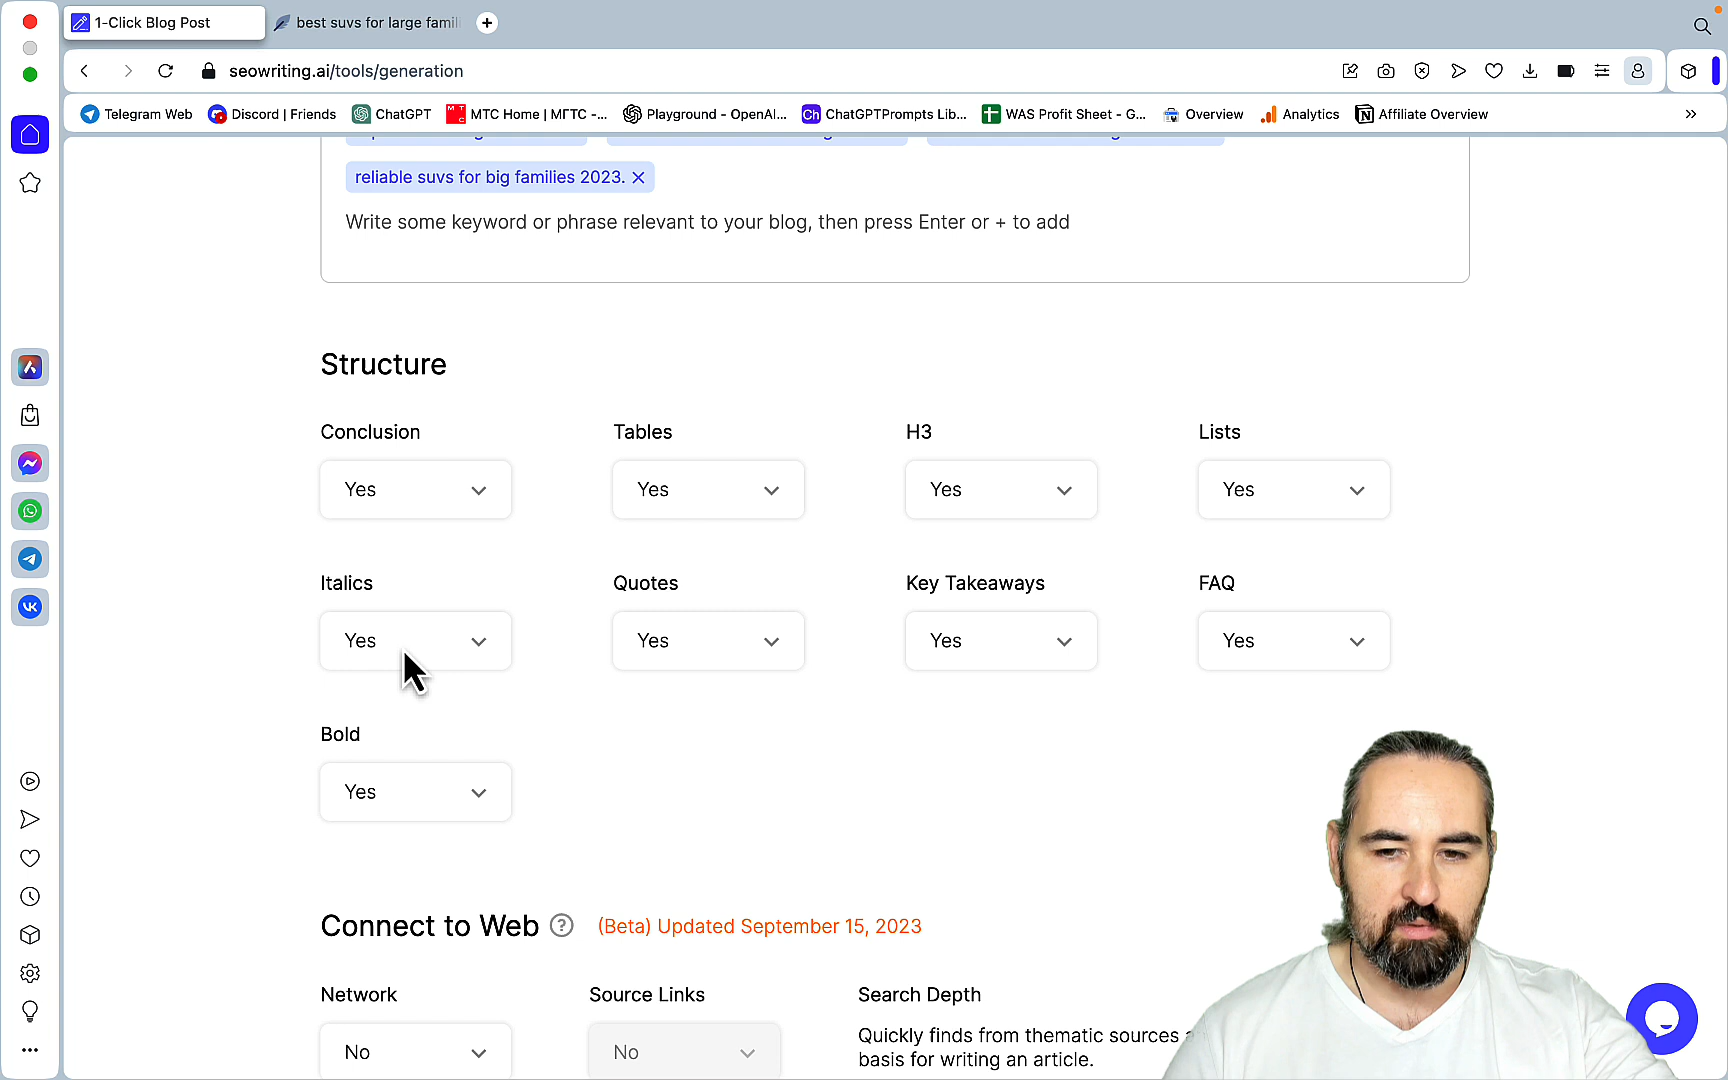 1-Click Blog Post
best suvs for large famil
seowriting.ai/tools/generation
Telegram Web
Discord | Friends
ChatGPT
MTC Home | МГТС -...
Playground - OpenAI...
Ch ChatGPTPrompts Lib...
WAS Profit Sheet - G...
Overview
Analytics
Affiliate Overview
reliable suvs for big families 2023.
Write some keyword or phrase relevant to your blog, then press Enter or + to add
Structure
Conclusion
Tables
H3
Lists
Yes
Yes
Yes
Yes
Italics
Quotes
Key Takeaways
FAQ
Yes
Yes
Yes
Yes
Bold
Yes
Connect to Web ? (Beta) Updated September 15, 2023
Network
Source Links
Search Depth
No
No
Quickly finds from thematic sources
basis for writing an article.